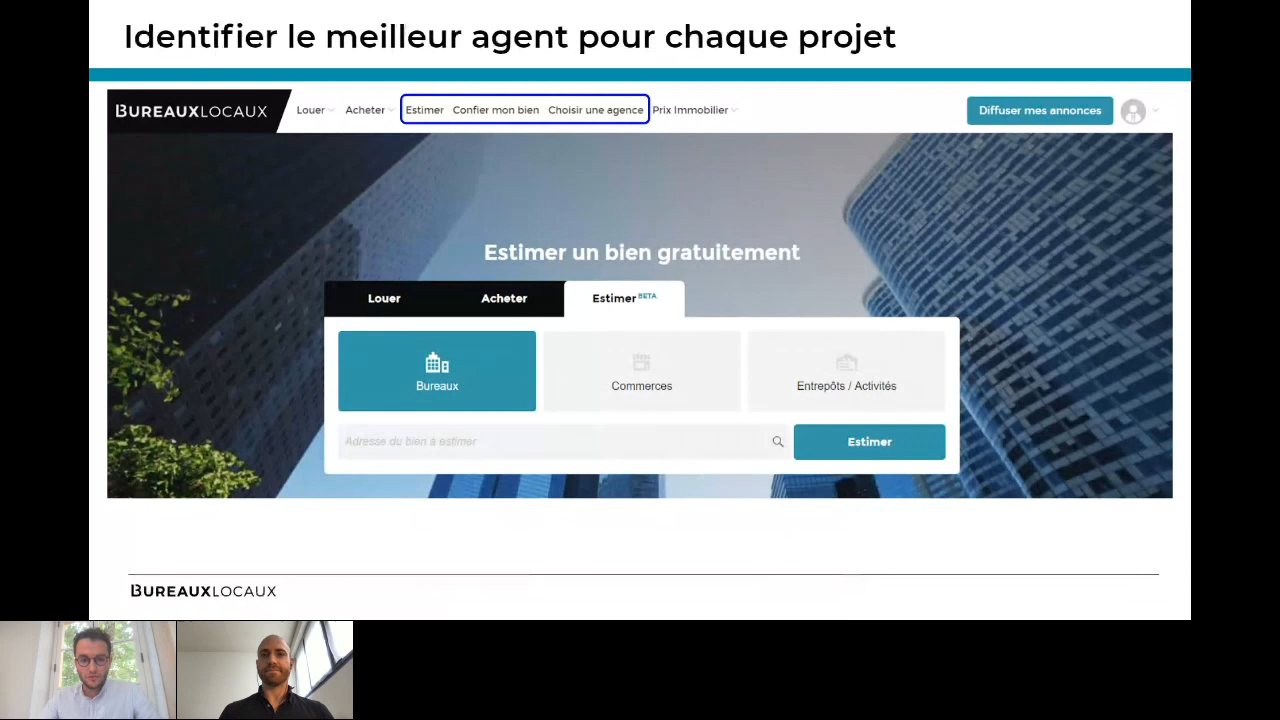 Identifier le meilleur agent pour chaque projet
BUREAUXLOCAUX Louer Acheter Estimer Confier mon bien Choisir une agence Prix Immobilier Diffuser mes annonces
Estimer un bien gratuitement
Louer Acheter Estimer BETA
Bureaux Commerces Entrepôts / Activités
Adresse du bien à estimer Estimer
BUREAUXLOCAUX